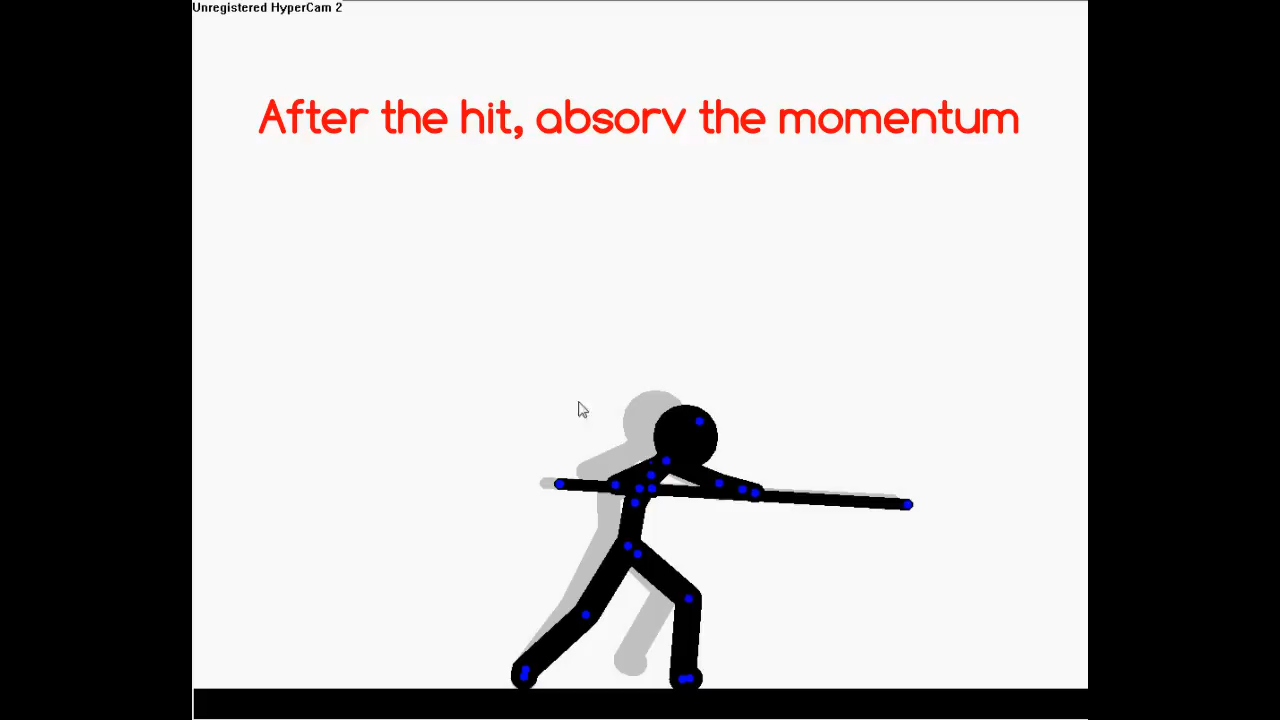 Unregistered HyperCam 2
After the hit, absorv the momentum